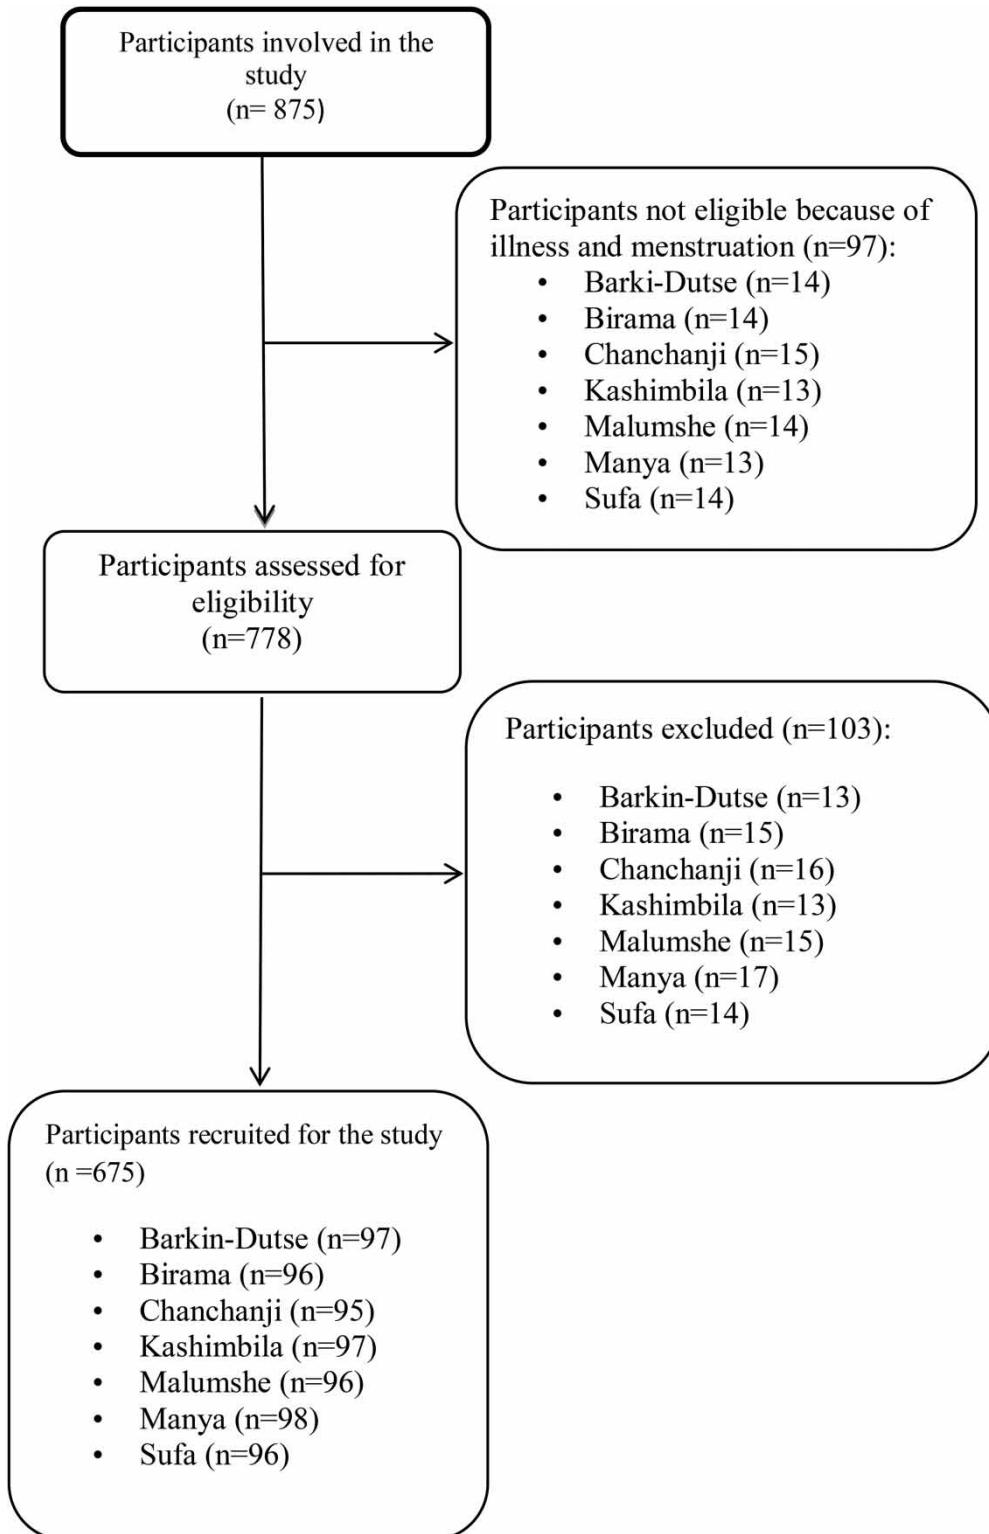 Participants involved in the
study
(n= 875)
Participants not eligible because of
illness and menstruation (n=97):
• Barki-Dutse (n=14)
• Birama (n=14)
• Chanchanji (n=15)
• Kashimbila (n=13)
• Malumshe (n=14)
• Manya (n=13)
• Sufa (n=14)
Participants assessed for
eligibility
(n=778)
Participants excluded (n=103):
• Barkin-Dutse (n=13)
• Birama (n=15)
• Chanchanji (n=16)
• Kashimbila (n=13)
• Malumshe (n=15)
• Manya (n=17)
• Sufa (n=14)
Participants recruited for the study
(n =675)
• Barkin-Dutse (n=97)
• Birama (n=96)
• Chanchanji (n=95)
• Kashimbila (n=97)
• Malumshe (n=96)
• Manya (n=98)
• Sufa (n=96)